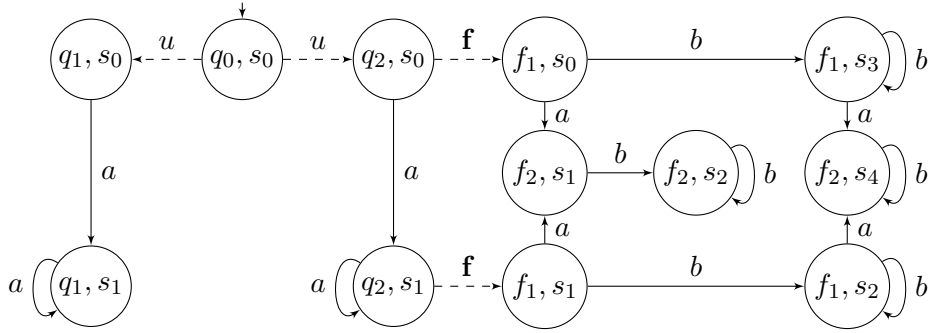 q₁, s₀ u q₀, s₀ u q₂, s₀ f f₁, s₀ b f₁, s₃ b
a a
a f₂, s₁ b f₂, s₂ b f₂, s₄ b
a a
a a
a q₁, s₁ a q₂, s₁ f f₁, s₁ b f₁, s₂ b